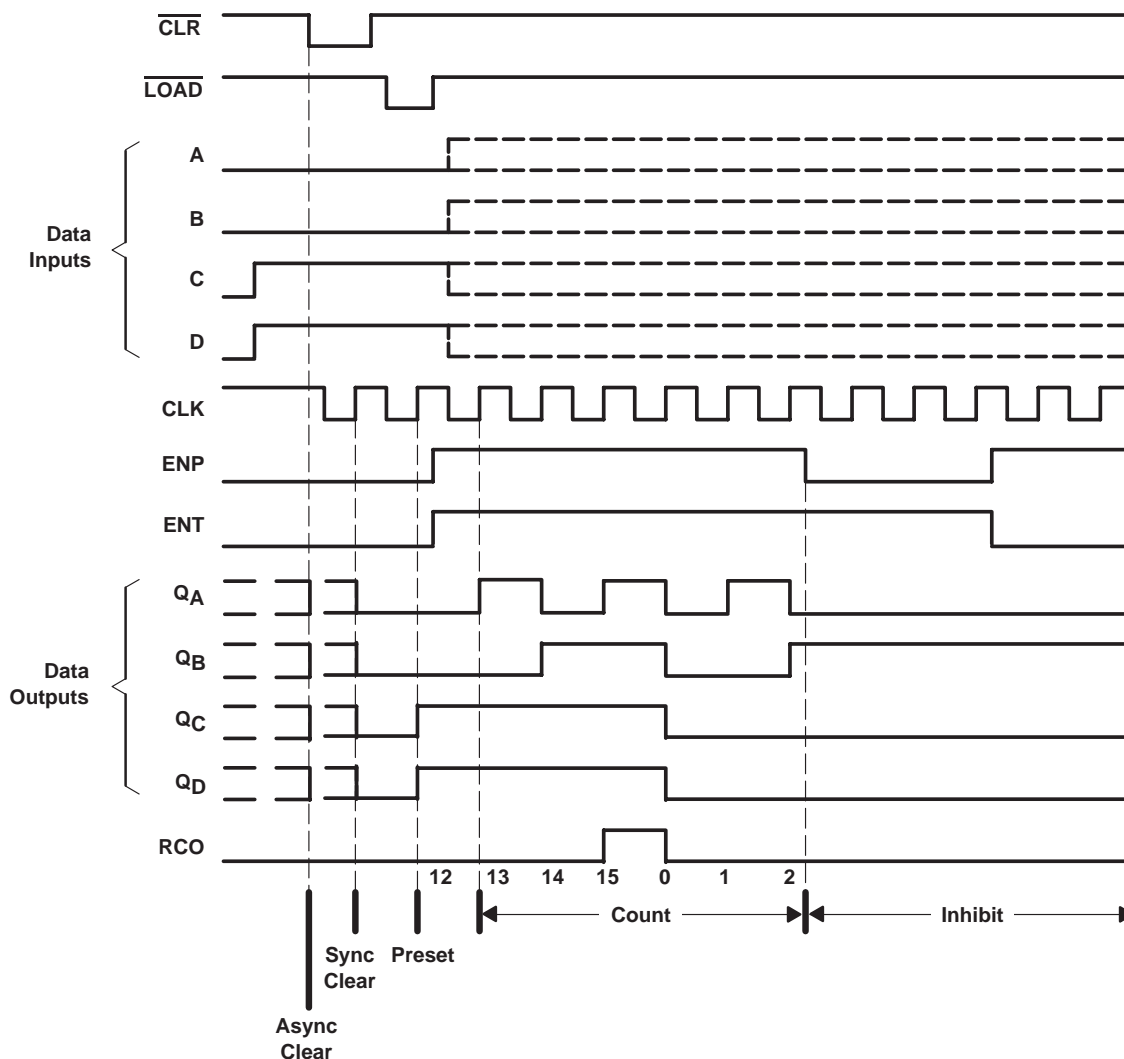 CLR
LOAD
A
B
Data
Inputs
C
D
CLK
ENP
ENT
QA
QB
Data
Outputs
QC
QD
RCO
12 13 14 15 0 1 2
Count Inhibit
Sync Preset
Clear
Async
Clear